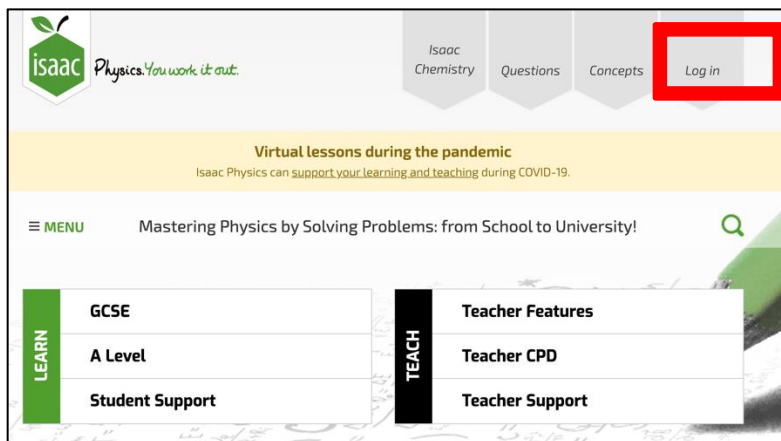 isaac Physics. You work it out.
Isaac
Chemistry
Questions
Concepts
Log in
Virtual lessons during the pandemic
Isaac Physics can support your learning and teaching during COVID-19.
≡ MENU
Mastering Physics by Solving Problems: from School to University!
LEARN
GCSE
A Level
Student Support
TEACH
Teacher Features
Teacher CPD
Teacher Support